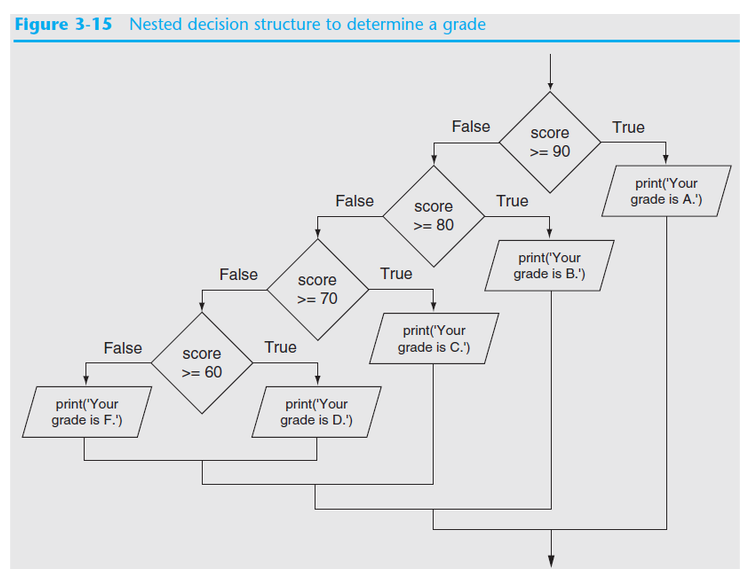 Figure 3-15 Nested decision structure to determine a grade
False
score
>= 90
True
False
score
>= 80
True
print('Your
grade is A.')
False
score
>= 70
True
print('Your
grade is B.')
False
score
>= 60
True
print('Your
grade is C.')
print('Your
grade is F.')
print('Your
grade is D.')